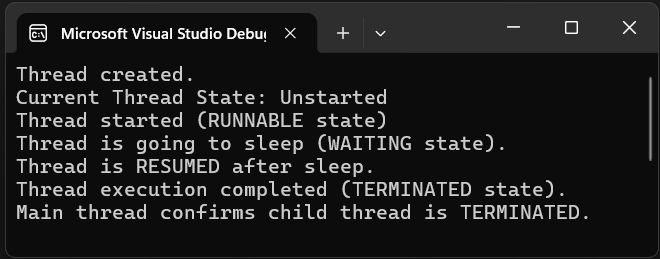 Microsoft Visual Studio Debug
Thread created.
Current Thread State: Unstarted
Thread started (RUNNABLE state)
Thread is going to sleep (WAITING state).
Thread is RESUMED after sleep.
Thread execution completed (TERMINATED state).
Main thread confirms child thread is TERMINATED.